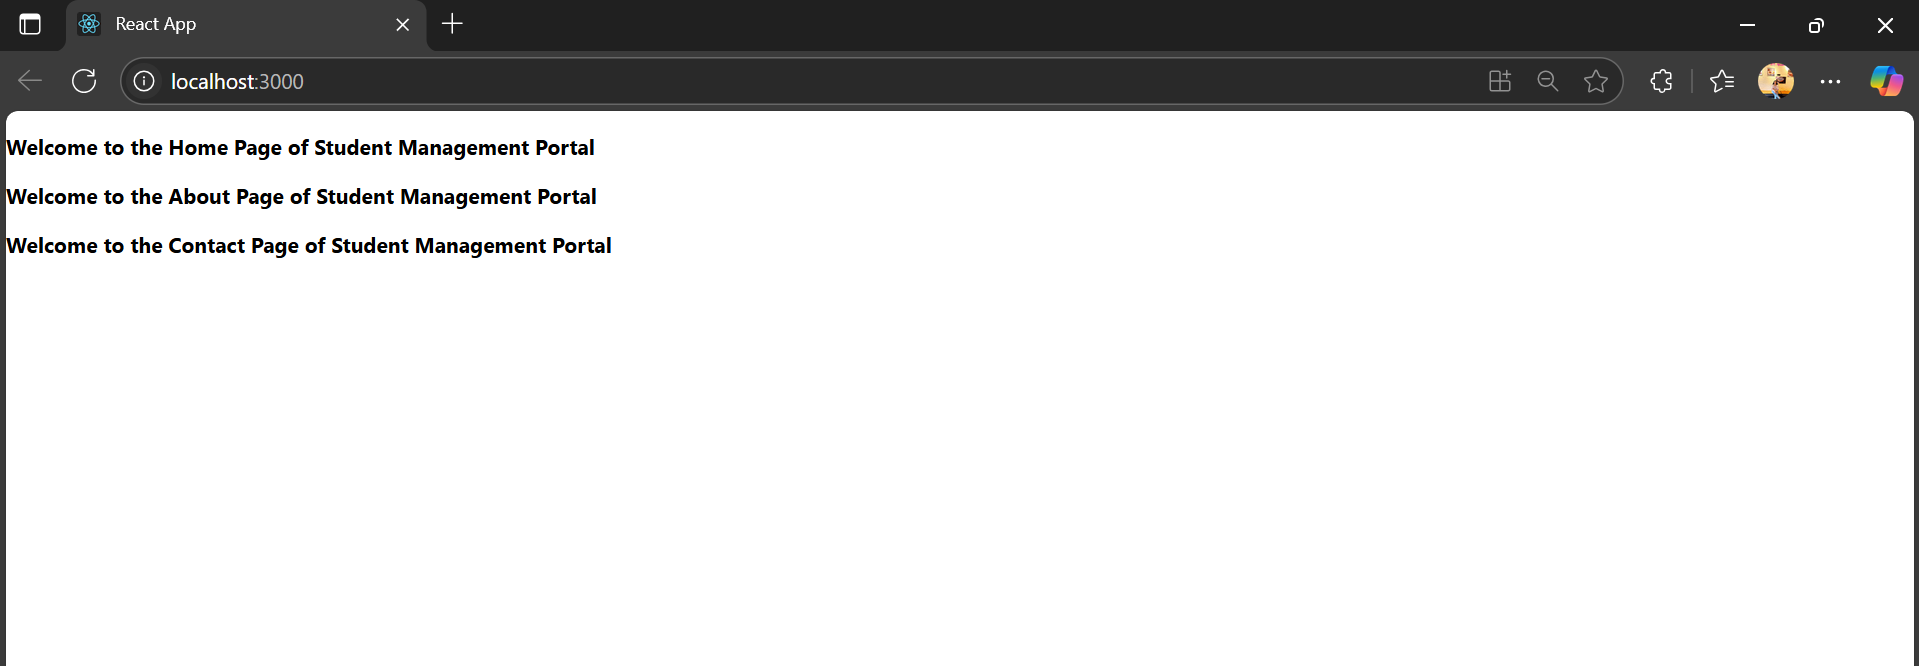 React App
localhost:3000
Welcome to the Home Page of Student Management Portal
Welcome to the About Page of Student Management Portal
Welcome to the Contact Page of Student Management Portal